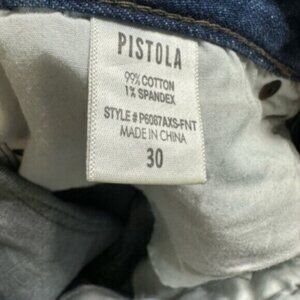 PISTOLA
99% COTTON
1% SPANDEX
STYLE # P6087AXS-FNT
MADE IN CHINA
30